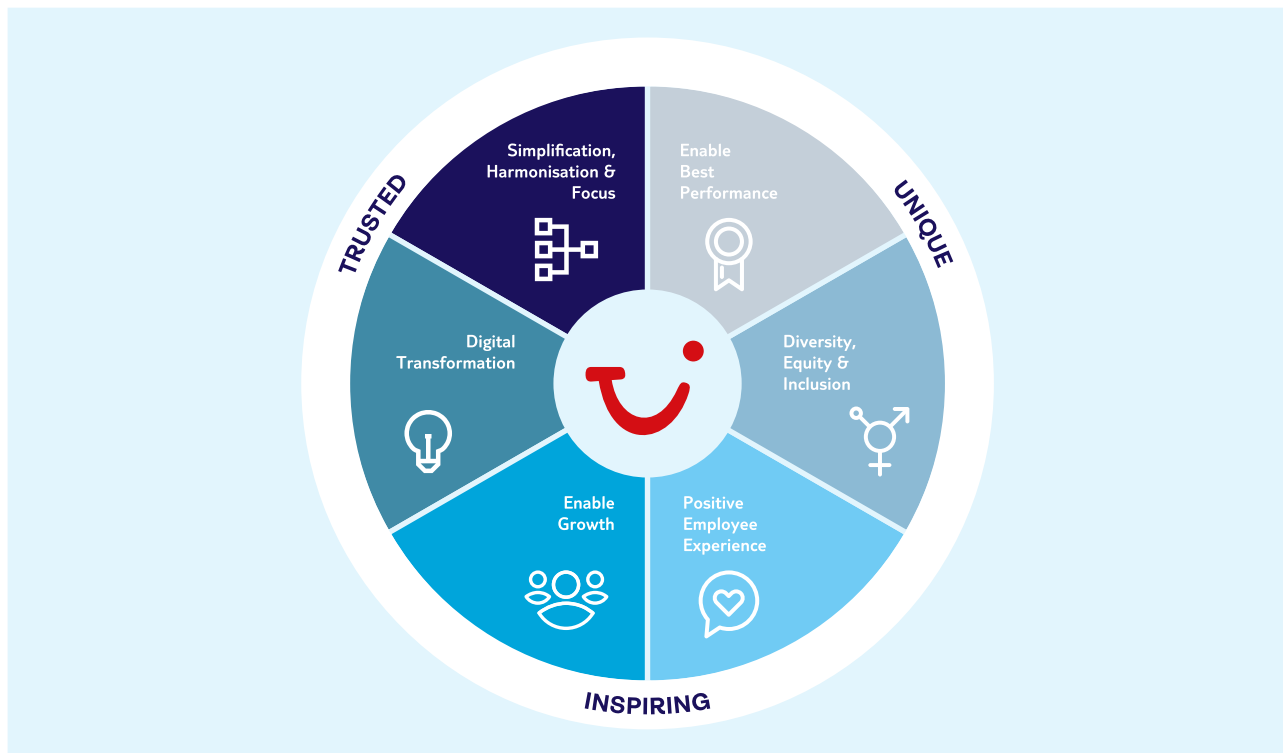 TRUSTED
UNIQUE
Simplification,
Harmonisation &
Focus
Enable
Best
Performance
Digital
Transformation
Diversity,
Equity &
Inclusion
Enable
Growth
Positive
Employee
Experience
INSPIRING